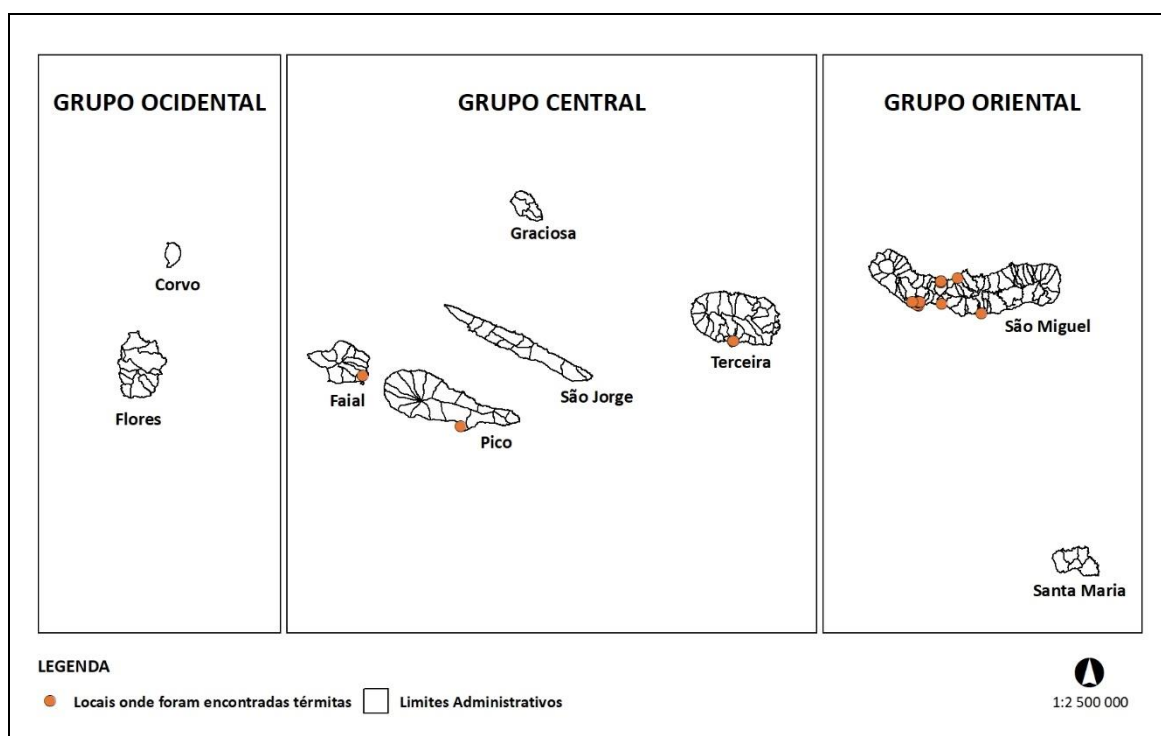 GRUPO OCIDENTAL
GRUPO CENTRAL
GRUPO ORIENTAL
Graciosa
Corvo
São Miguel
Terceira
Faial
São Jorge
Flores
Pico
Santa Maria
LEGENDA
Locais onde foram encontradas térmitas
Limites Administrativos
1:2 500 000